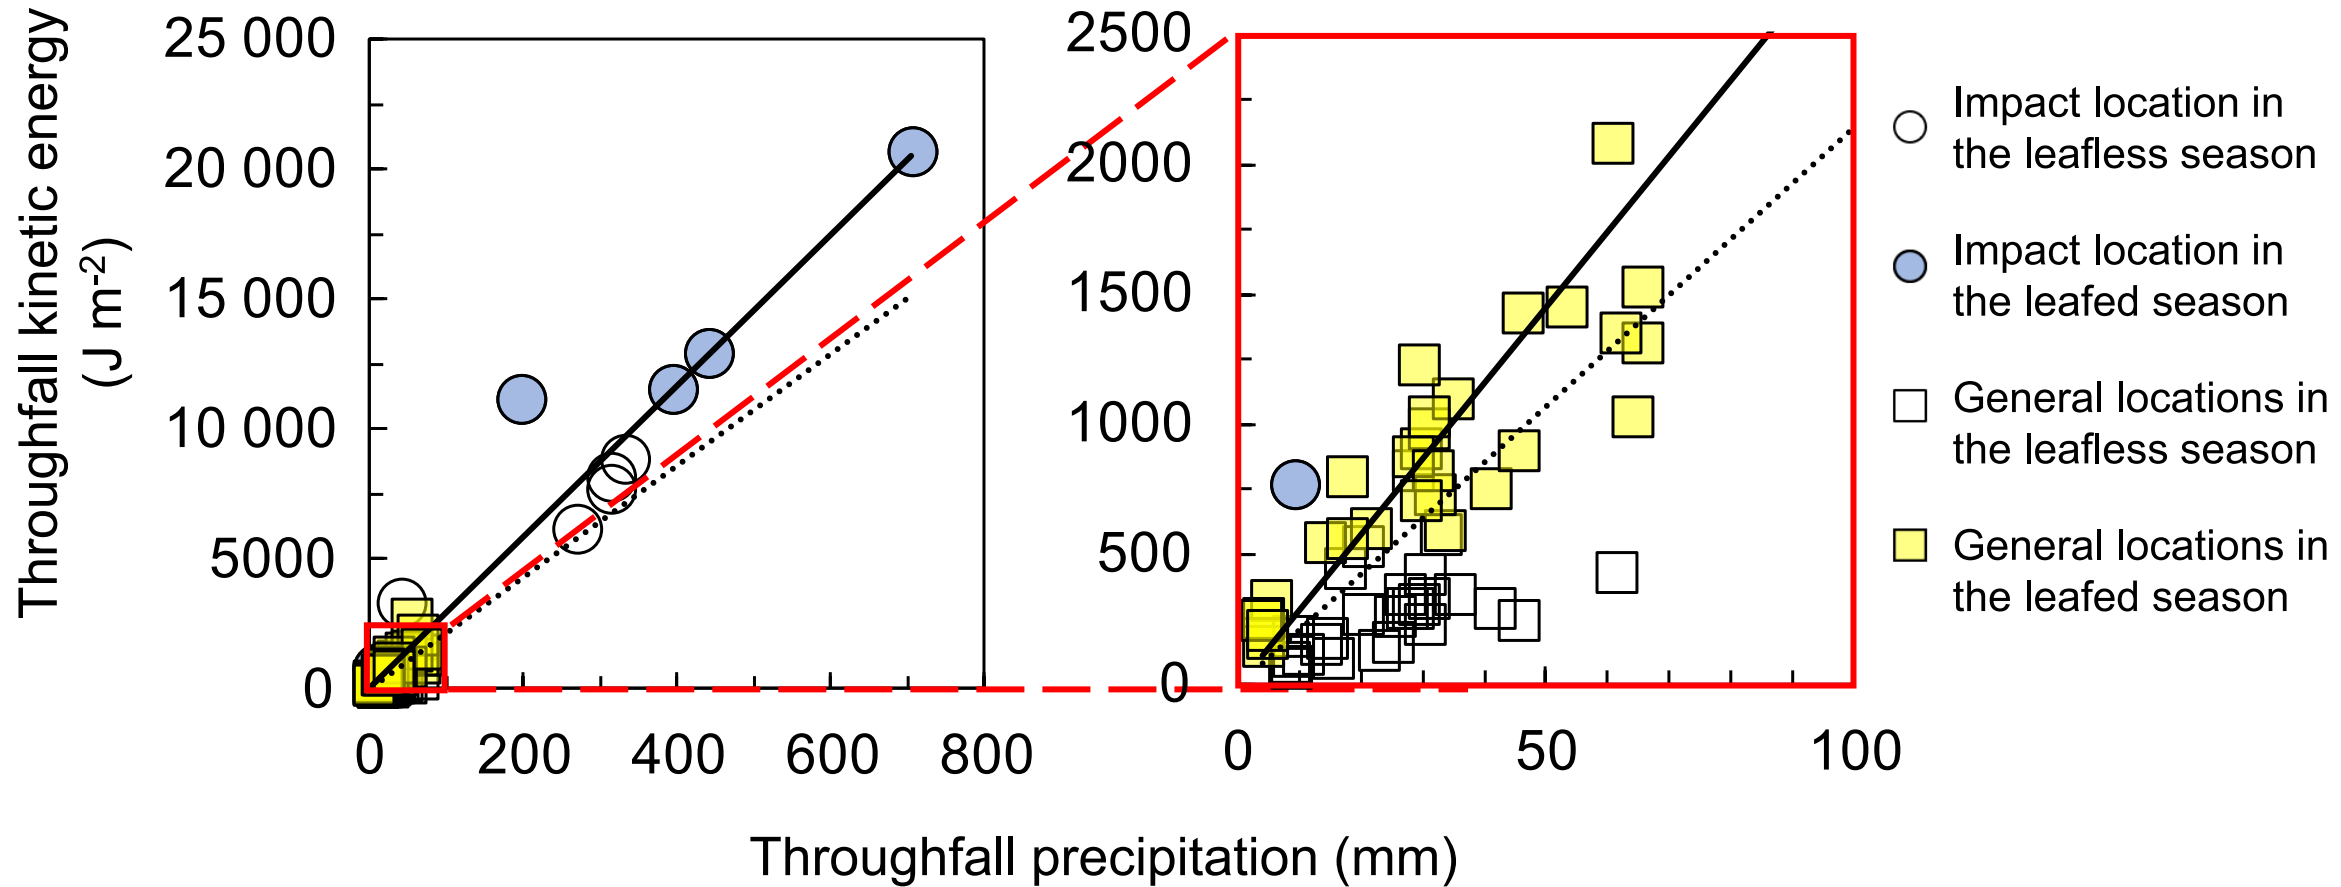 Throughfall kinetic energy
(J m-2)
25 000
20 000
15 000
10 000
5000
0
0 200 400 600 800
2500
2000
1500
1000
500
0
0 50 100
Throughfall precipitation (mm)
Impact location in
the leafless season
Impact location in
the leafed season
General locations in
the leafless season
General locations in
the leafed season